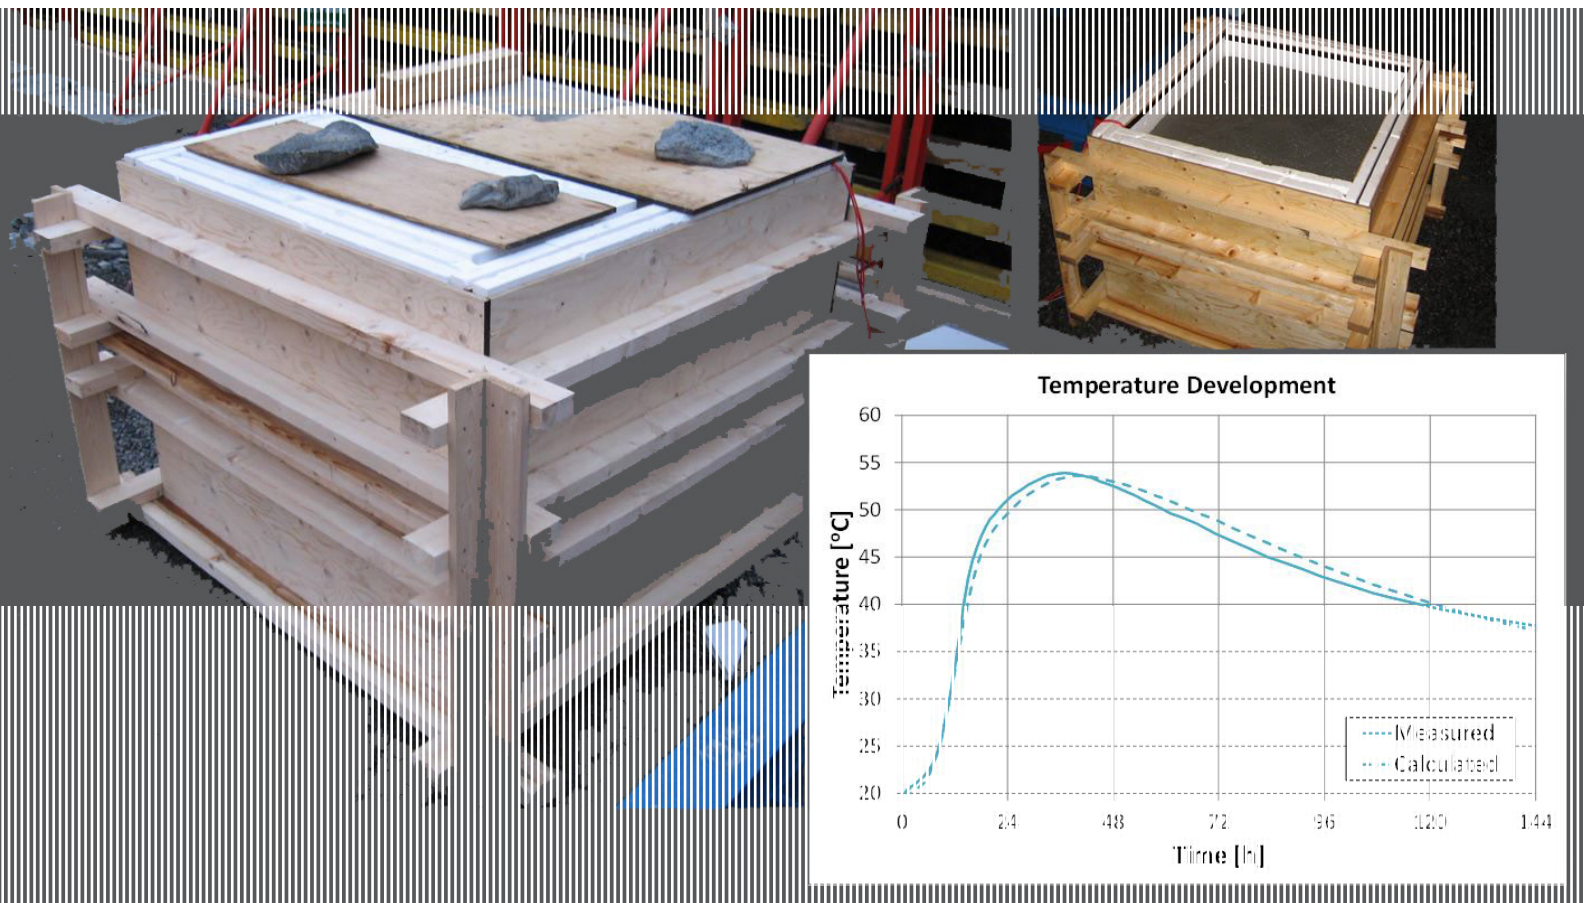 Temperature Development
Temperature [°C]
60
55
50
45
40
35
30
25
20
0 24 48 72 96 120 144
Time [h]
Measured
Calculated